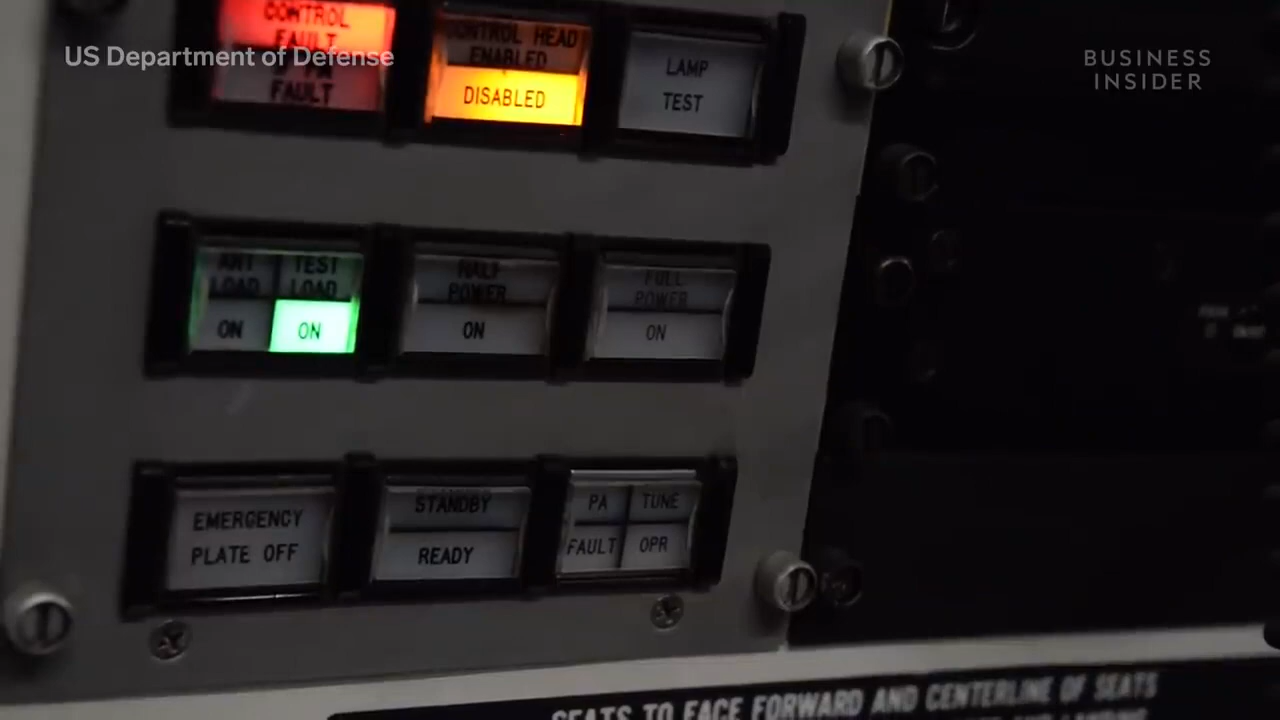 US Department of Defense
BUSINESS
INSIDER
CONTROL
FAULT
FAULT
CONTROL HEAD
ENABLED
DISABLED
LAMP
TEST
ANT
LOAD
ON
TEST
LOAD
ON
HALF
POWER
ON
FULL
POWER
ON
EMERGENCY
PLATE OFF
STANDBY
READY
PA
TUNE
FAULT
OPR
SEATS TO FACE FORWARD AND CENTERLINE OF SEATS